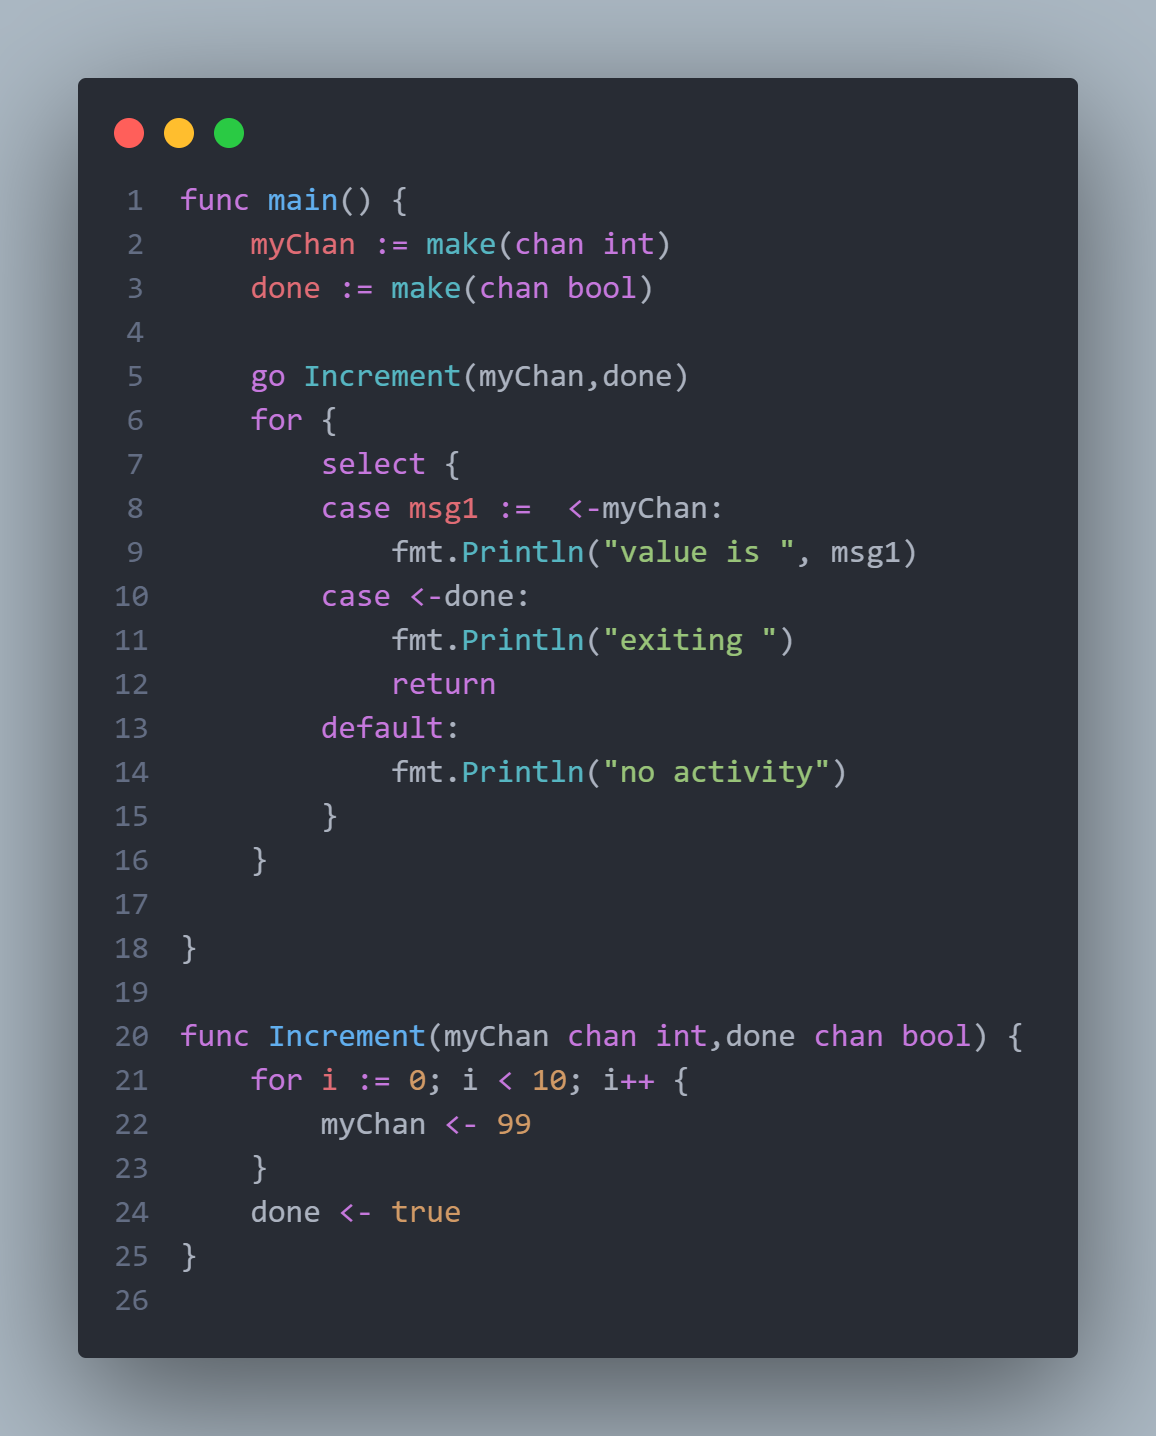 1 func main() {
2     myChan := make(chan int)
3     done := make(chan bool)
4
5     go Increment(myChan,done)
6     for {
7         select {
8         case msg1 :=  <-myChan:
9             fmt.Println("value is ", msg1)
10         case <-done:
11             fmt.Println("exiting ")
12             return
13         default:
14             fmt.Println("no activity")
15         }
16     }
17
18 }
19
20 func Increment(myChan chan int,done chan bool) {
21     for i := 0; i < 10; i++ {
22         myChan <- 99
23     }
24     done <- true
25 }
26